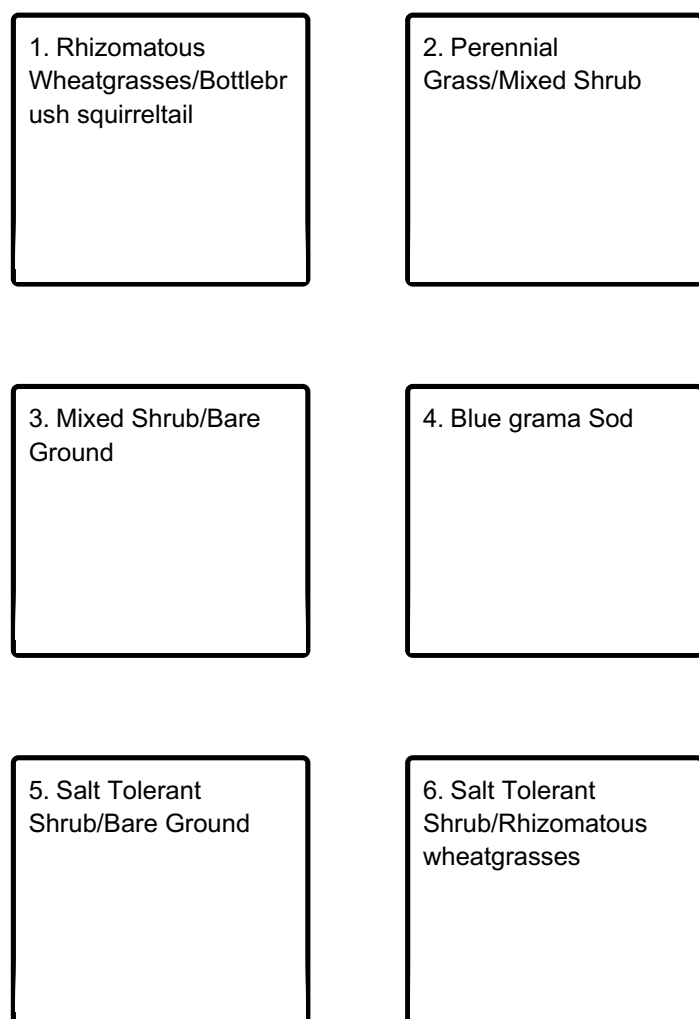 1. Rhizomatous
Wheatgrasses/Bottlebr
ush squirreltail
2. Perennial
Grass/Mixed Shrub
3. Mixed Shrub/Bare
Ground
4. Blue grama Sod
5. Salt Tolerant
Shrub/Bare Ground
6. Salt Tolerant
Shrub/Rhizomatous
wheatgrasses